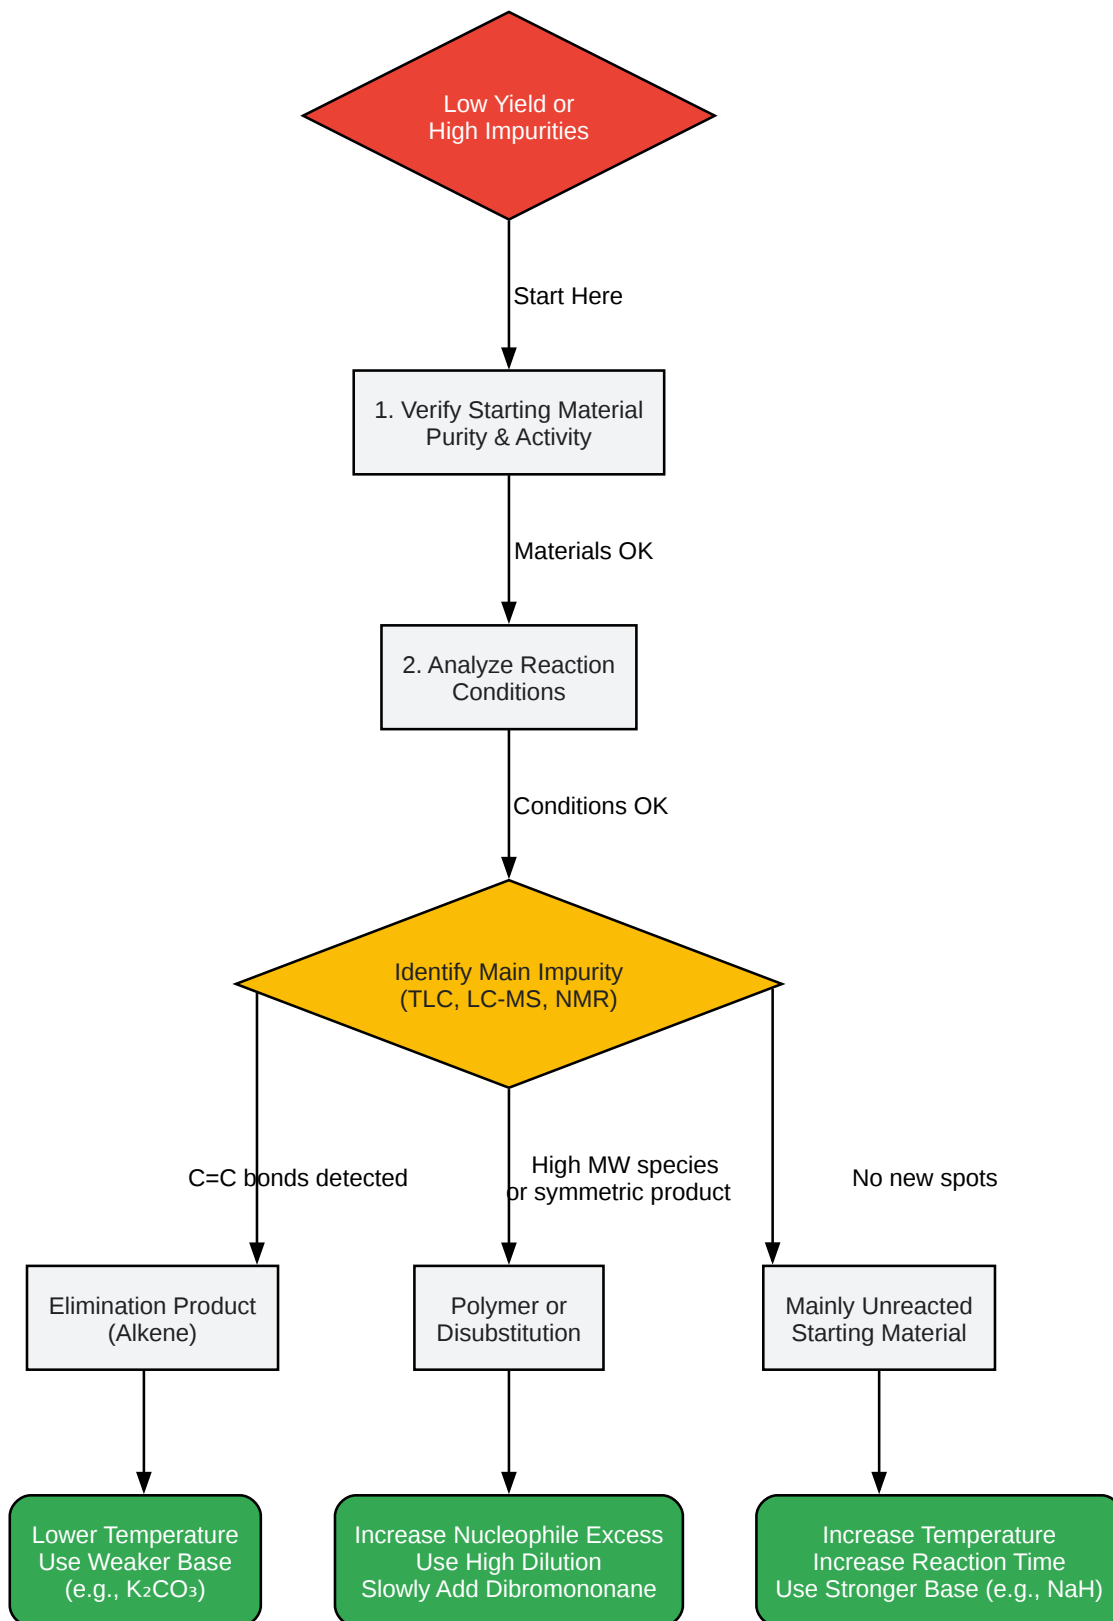 Low Yield or
High Impurities
Start Here
1. Verify Starting Material
Purity & Activity
Materials OK
2. Analyze Reaction
Conditions
Conditions OK
Identify Main Impurity
(TLC, LC-MS, NMR)
C=C bonds detected
High MW species
or symmetric product
No new spots
Elimination Product
(Alkene)
Polymer or
Disubstitution
Mainly Unreacted
Starting Material
Lower Temperature
Use Weaker Base
(e.g., K₂CO₃)
Increase Nucleophile Excess
Use High Dilution
Slowly Add Dibromononane
Increase Temperature
Increase Reaction Time
Use Stronger Base (e.g., NaH)